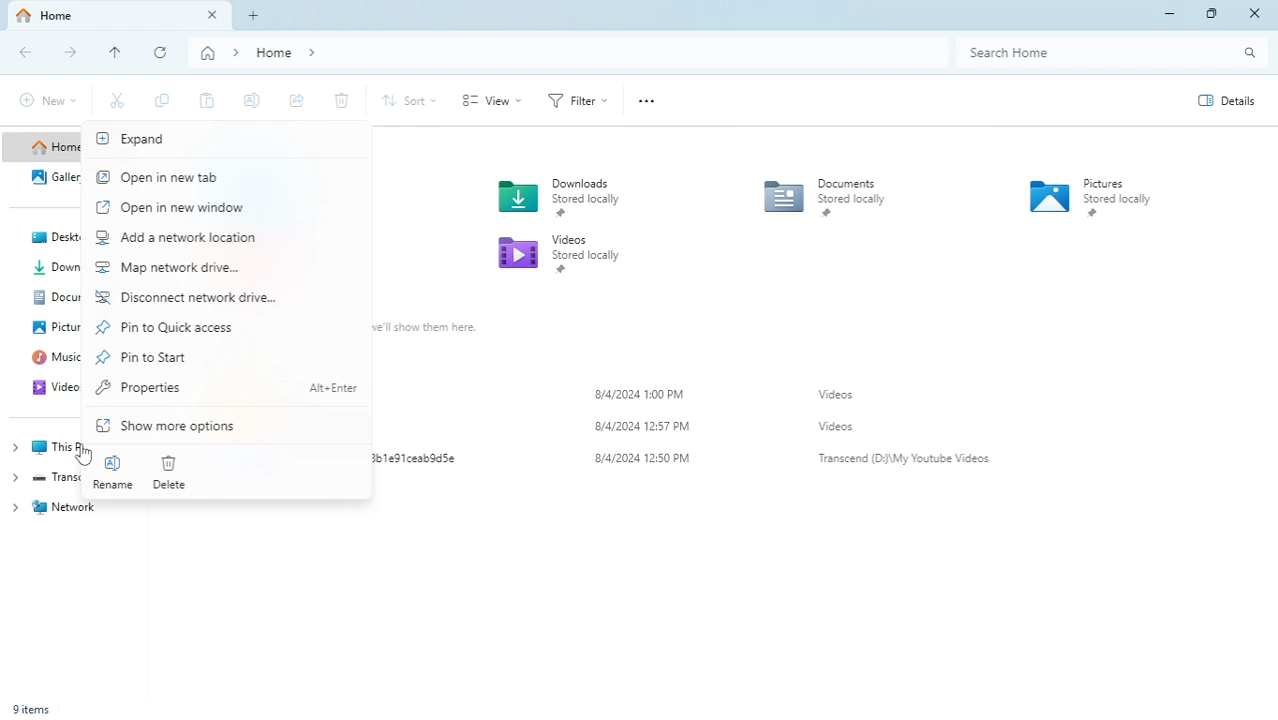 Home
Home
Search Home
New
Sort
View
Filter
Details
Home
Expand
Open in new tab
Open in new window
Add a network location
Map network drive...
Disconnect network drive...
Pin to Quick access
Pin to Start
Properties Alt+Enter
Show more options
Rename
Delete
Network
Downloads
Stored locally
Documents
Stored locally
Pictures
Stored locally
Videos
Stored locally
we'll show them here.
8/4/2024 1:00 PM Videos
8/4/2024 12:57 PM Videos
8/4/2024 12:50 PM Transcend (D:)\My Youtube Videos
9 items